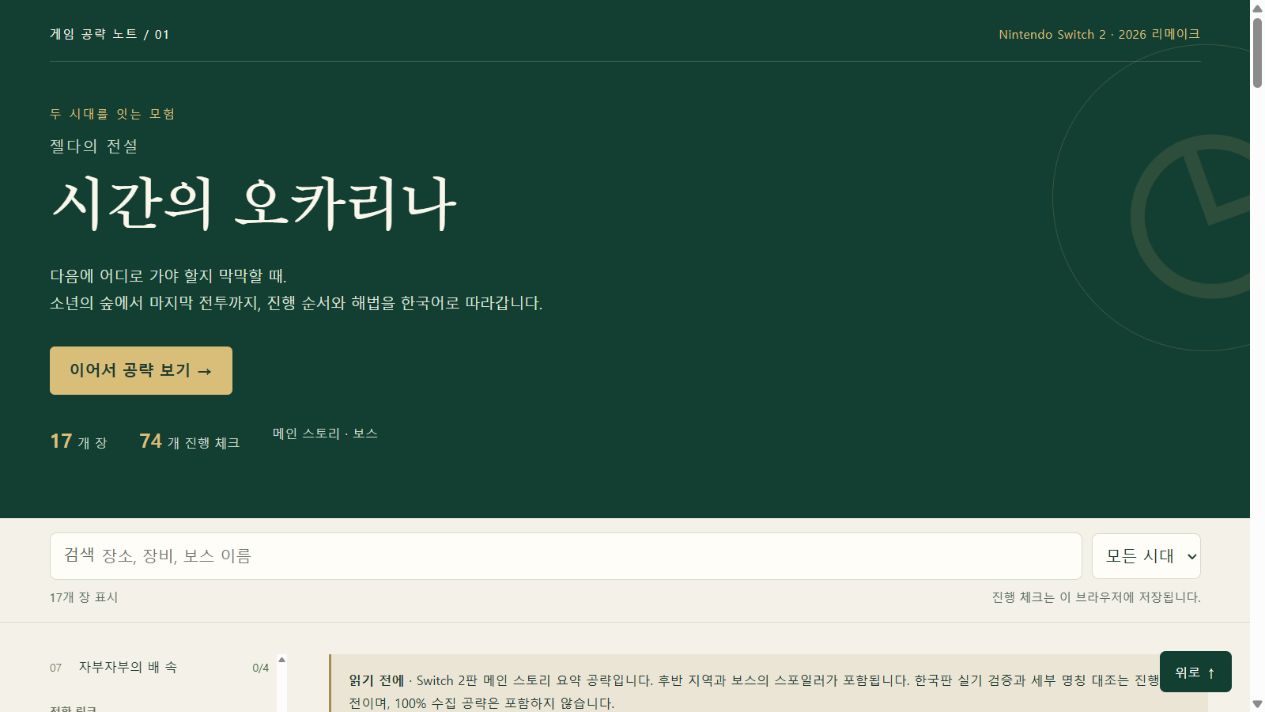 게임 공략 노트 / 01
Nintendo Switch 2 · 2026 리메이크
두 시대를 잇는 모험
젤다의 전설
시간의 오카리나
다음에 어디로 가야 할지 막막할 때.
소년의 숲에서 마지막 전투까지, 진행 순서와 해법을 한국어로 따라갑니다.
이어서 공략 보기 →
17 개 장 74 개 진행 체크 메인 스토리 · 보스
검색 장소, 장비, 보스 이름
모든 시대
17개 장 표시
진행 체크는 이 브라우저에 저장됩니다.
07 자부자부의 배 속 0/4
읽기 전에 · Switch 2판 메인 스토리 요약 공략입니다. 후반 지역과 보스의 스포일러가 포함됩니다. 한국판 실기 검증과 세부 명칭 대조는 진행
전이며, 100% 수집 공략은 포함하지 않습니다.
위로 ↑